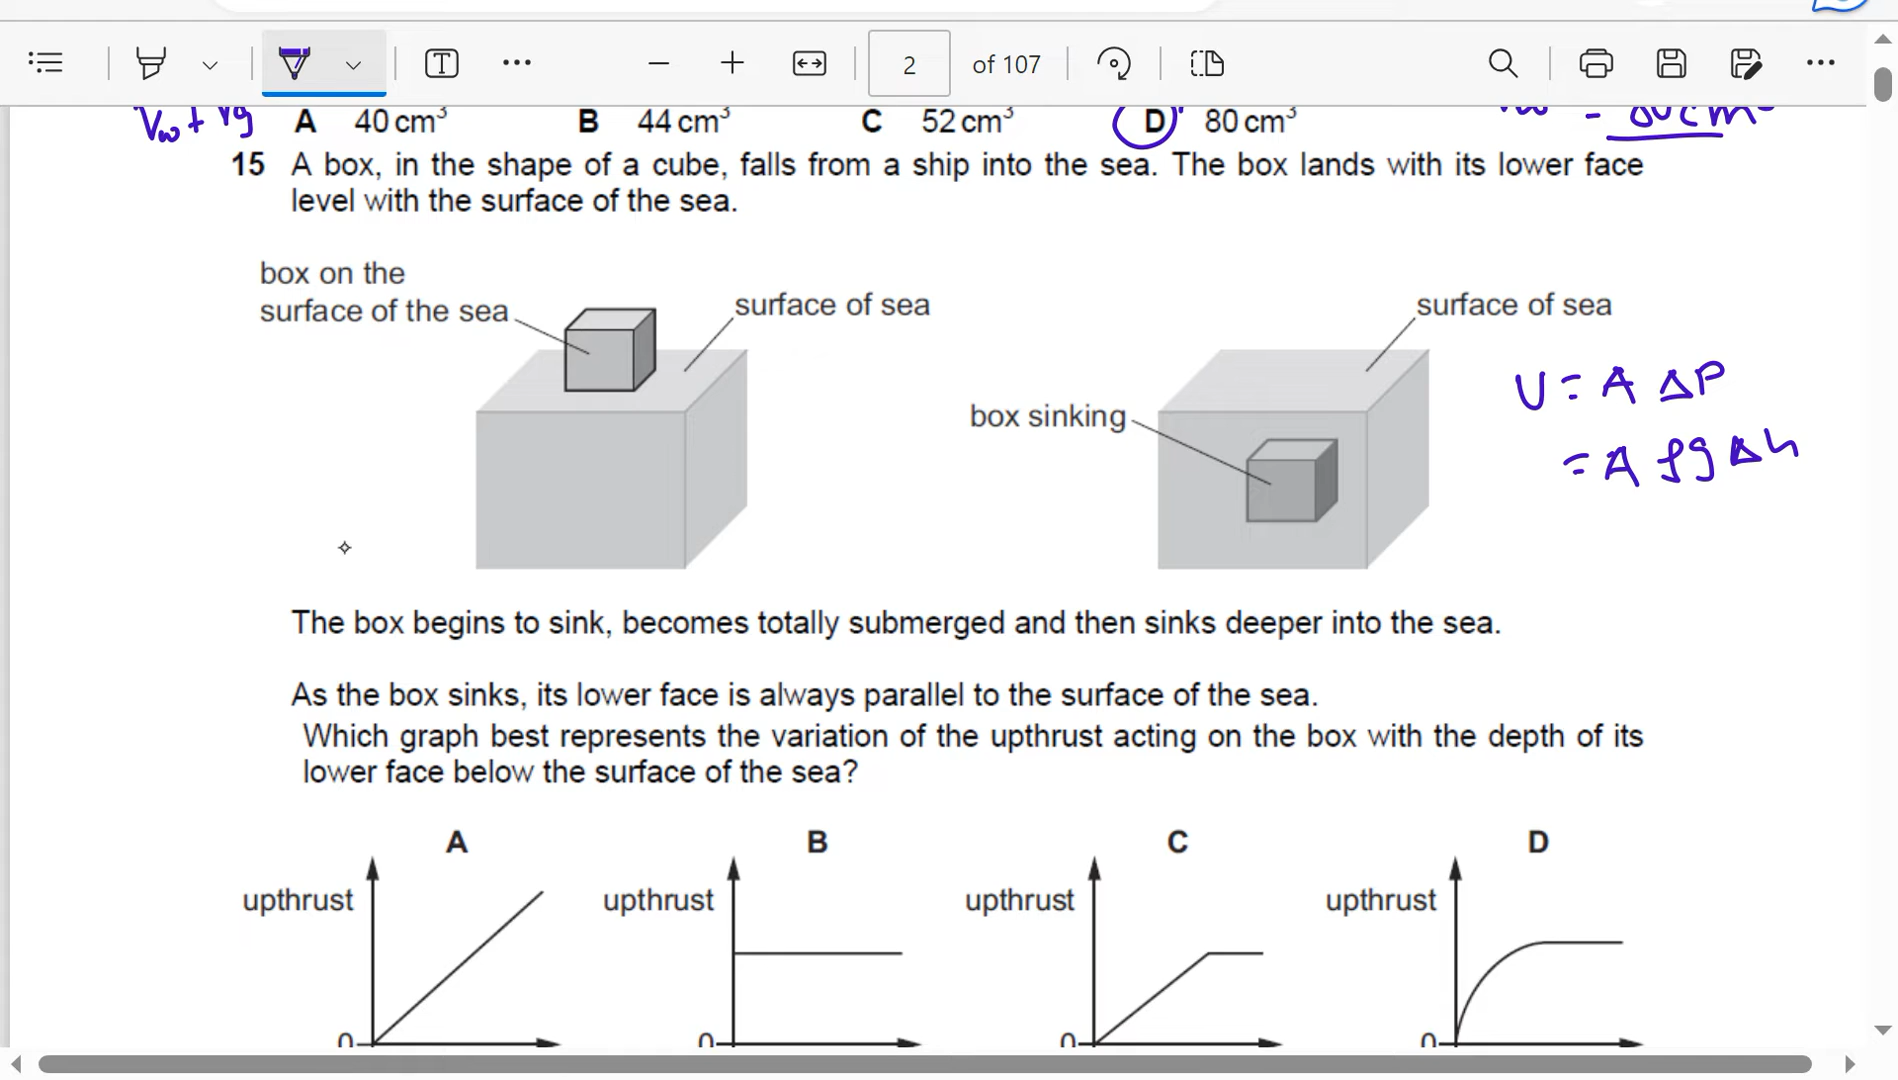 2 of 107
Vw + Vg A 40 cm³ B 44 cm³ C 52 cm³ D 80 cm³
15 A box, in the shape of a cube, falls from a ship into the sea. The box lands with its lower face
level with the surface of the sea.
box on the
surface of the sea
surface of sea
surface of sea
box sinking
U = A ΔP
= A ρg Δh
The box begins to sink, becomes totally submerged and then sinks deeper into the sea.
As the box sinks, its lower face is always parallel to the surface of the sea.
Which graph best represents the variation of the upthrust acting on the box with the depth of its
lower face below the surface of the sea?
A B C D
upthrust upthrust upthrust upthrust
0 0 0 0